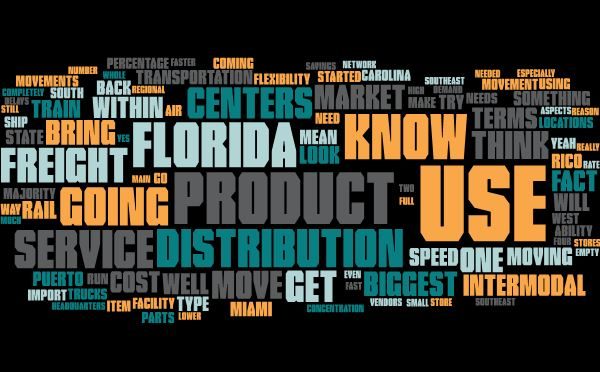 PERCENTAGE FASTER COMING SAVINGS NETWORK
NUMBER
MOVEMENTS WHOLE TRANSPORTATION FLEXIBILITY STARTED CAROLINA SOUTHEAST NEEDED ESPECIALLY
COMPLETELY SOUTH BACK REGIONAL HIGH DEMAND MOVEMENT USING
DELAYS TRAIN WITHIN AIR CENTERS MARKET MAKE TRY NEEDS SOMETHING
STILL
SHIP BRING YES NEED TERMS ASPECTS REASON
STATE FLORIDA MEAN KNOW LOCATIONS
FREIGHT LOOK THINK YEAH REALLY
MAIN GO RICO RATE
MAJORITY GOING PRODUCT TWO USE FACT
WAY RAIL FULL WILL
MUCH WEST
SERVICE DISTRIBUTION ABILITY
FOUR STORES
SPEED ONE MOVING EMPTY
PUERTO RUN COST WELL MOVE GET EVEN BIGGEST INTERMODAL
FAST
IMPORT TRUCKS ITEM FACILITY TYPE VENDORS SMALL STORE SOUTHEAST
HEADQUARTERS PARTS LOWER MIAMI CONCENTRATION